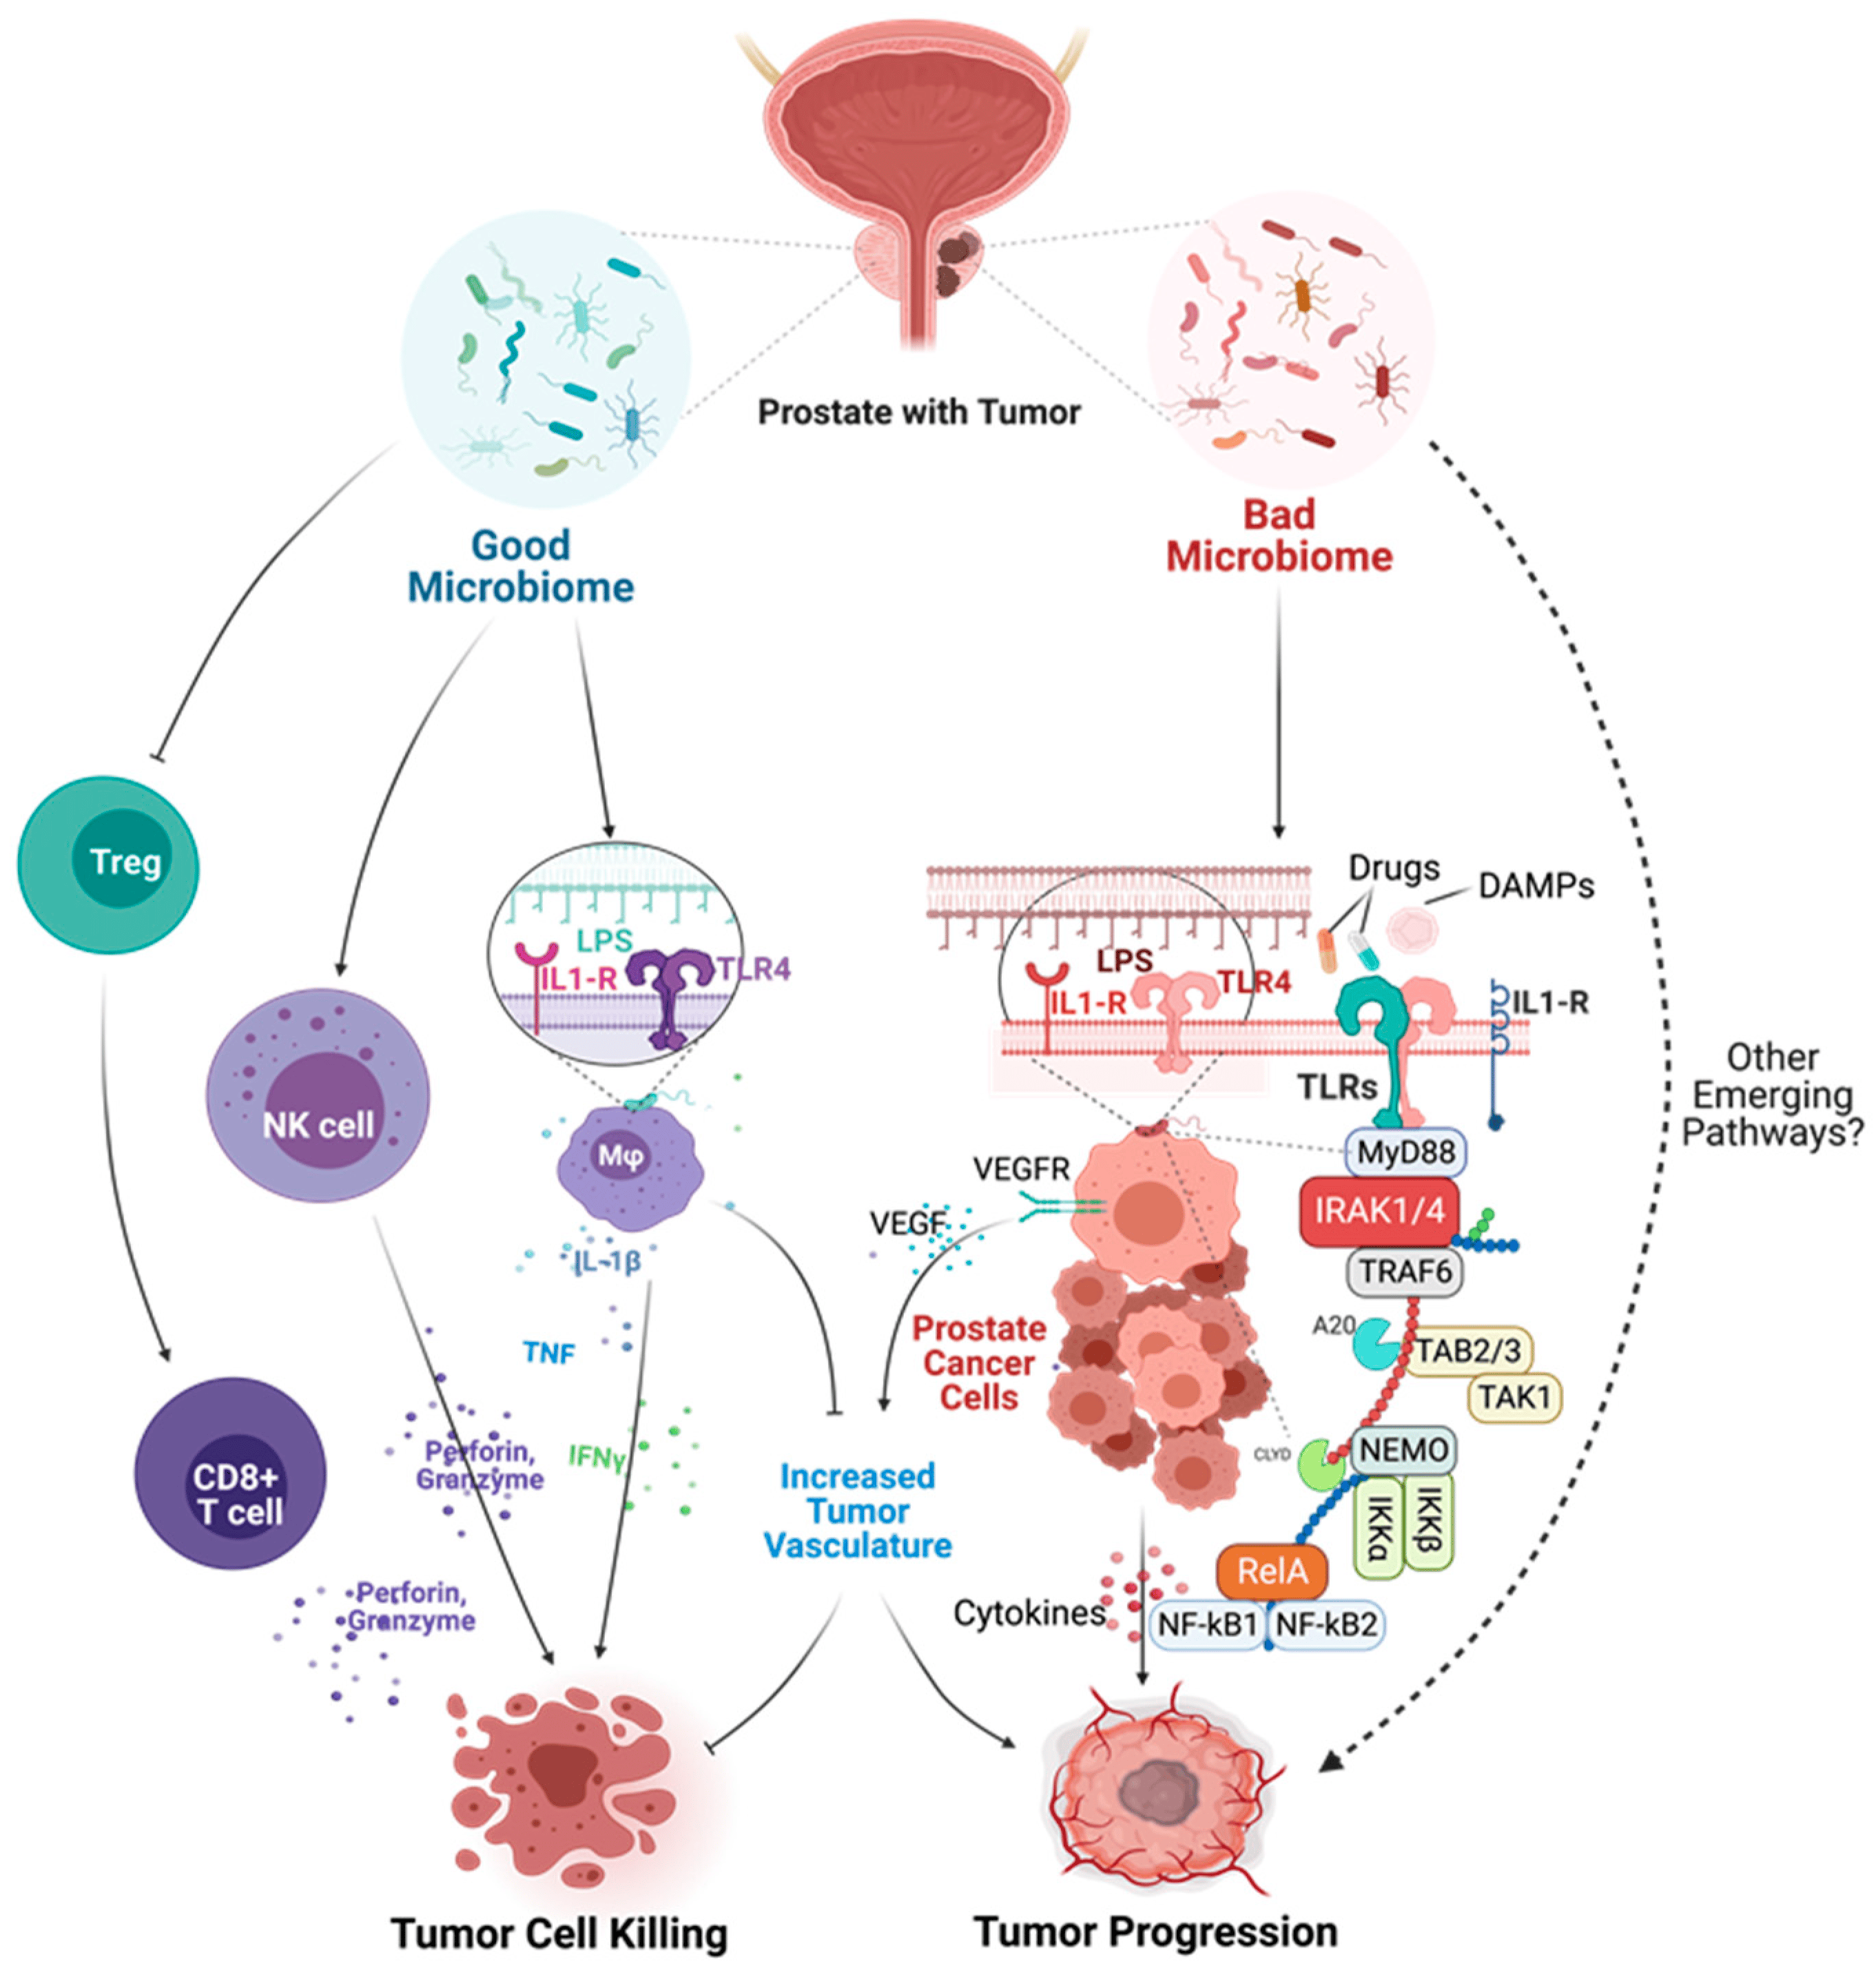 Prostate with Tumor
Good
Microbiome
Bad
Microbiome
Treg
NK cell
CD8+
T cell
LPS
IL1-R
TLR4
Mφ
IL-1β
TNF
IFNγ
Perforin,
Granzyme
Perforin,
Granzyme
Increased
Tumor
Vasculature
VEGF
VEGFR
Prostate
Cancer
Cells
LPS
IL1-R
TLR4
Drugs
DAMPs
IL1-R
TLRs
MyD88
IRAK1/4
TRAF6
A20
TAB2/3
TAK1
CLYD
NEMO
IKKα
IKKβ
RelA
NF-kB1
NF-kB2
Cytokines
Other
Emerging
Pathways?
Tumor Cell Killing
Tumor Progression